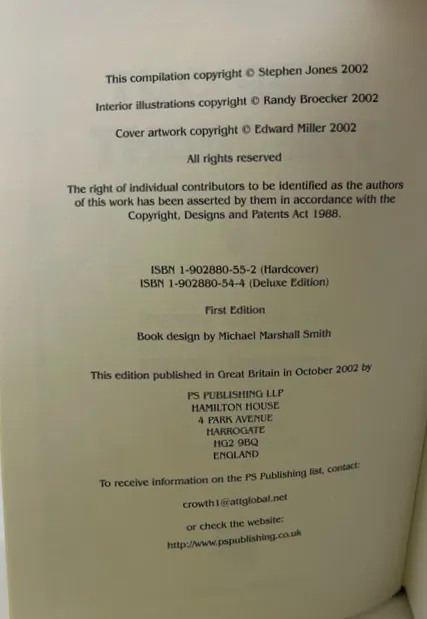 This compilation copyright © Stephen Jones 2002
Interior illustrations copyright © Randy Broecker 2002
Cover artwork copyright © Edward Miller 2002
All rights reserved
The right of individual contributors to be identified as the authors
of this work has been asserted by them in accordance with the
Copyright, Designs and Patents Act 1988.
ISBN 1-902880-55-2 (Hardcover)
ISBN 1-902880-54-4 (Deluxe Edition)
First Edition
Book design by Michael Marshall Smith
This edition published in Great Britain in October 2002 by
PS PUBLISHING LLP
HAMILTON HOUSE
4 PARK AVENUE
HARROGATE
HG2 9BQ
ENGLAND
To receive information on the PS Publishing list, contact:
crowth1@attglobal.net
or check the website:
http://www.pspublishing.co.uk